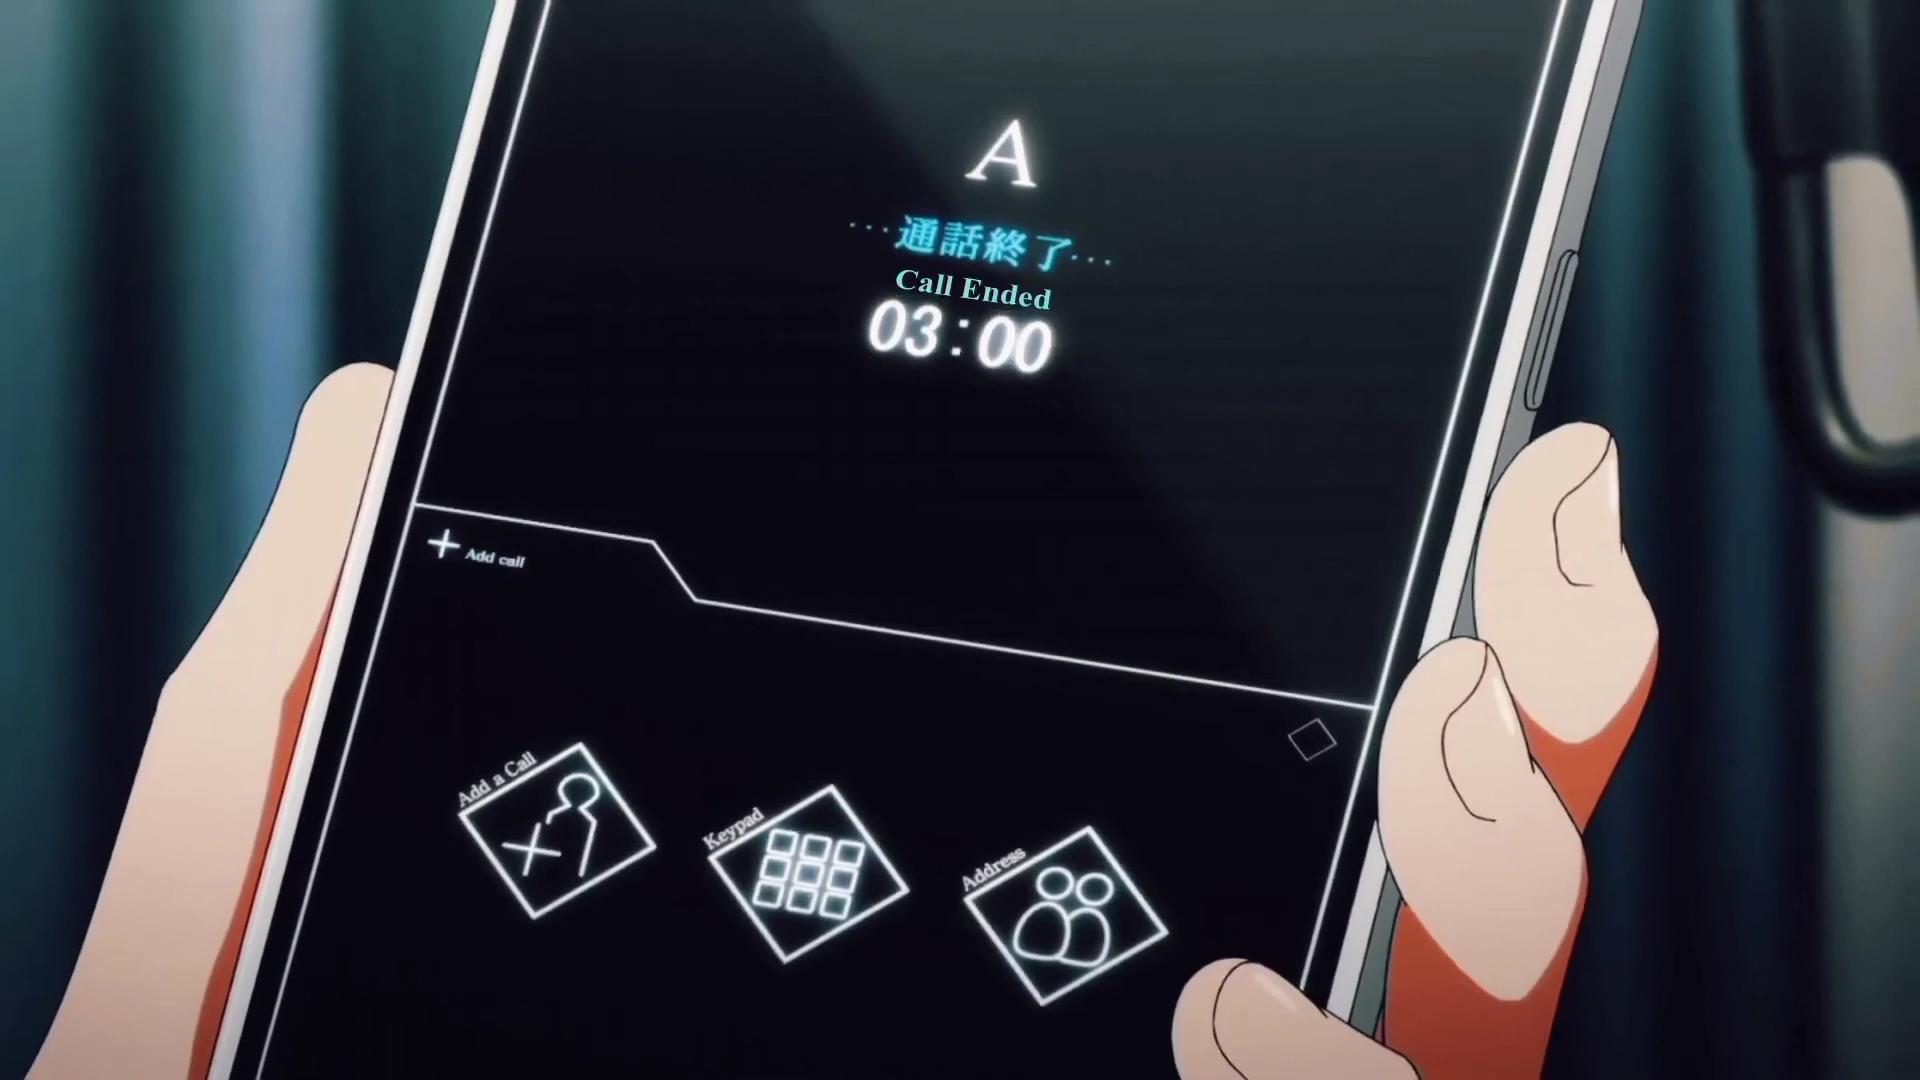 A
···通話終了···
Call Ended
03:00
Add call
Add a Call
Keypad
Address